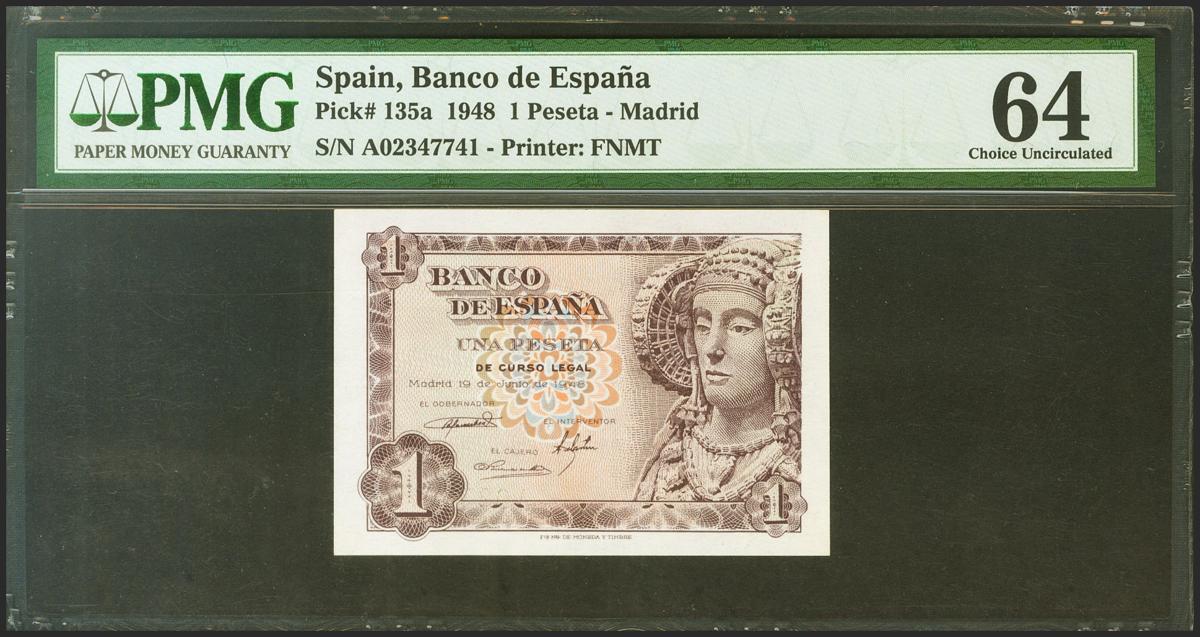 PMG
PAPER MONEY GUARANTY
Spain, Banco de España
Pick# 135a 1948 1 Peseta - Madrid
S/N A02347741 - Printer: FNMT
64
Choice Uncirculated
1
BANCO
DE ESPAÑA
UNA PESETA
DE CURSO LEGAL
Madrid 19 de Junio de 1948
EL GOBERNADOR
EL INTERVENTOR
EL CAJERO
1
1
DE MONEDA Y TIMBRE